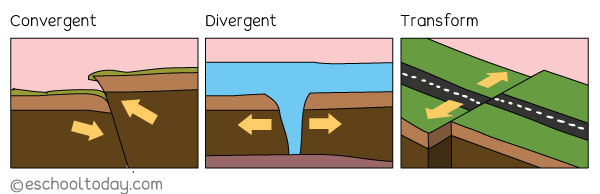 Convergent
Divergent
Transform
©eschooltoday.com